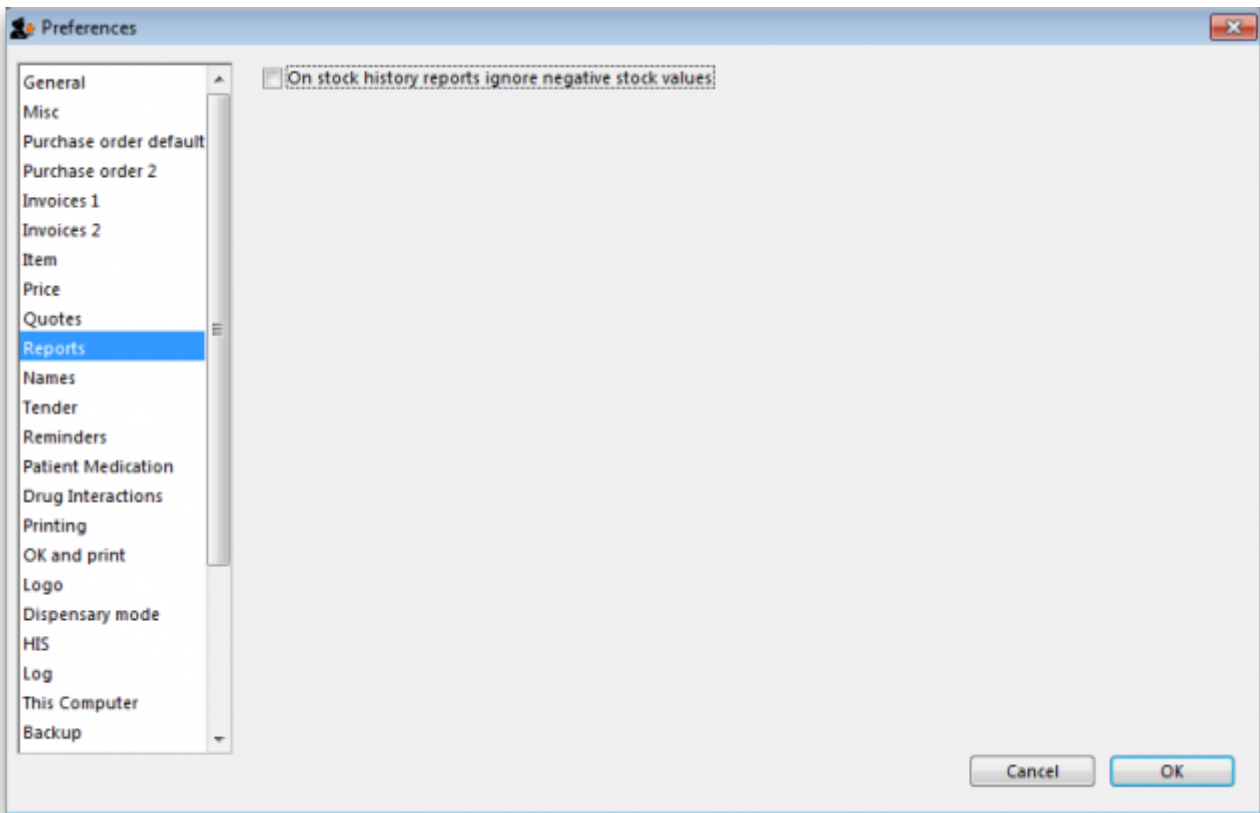 Preferences
General
Misc
Purchase order default
Purchase order 2
Invoices 1
Invoices 2
Item
Price
Quotes
Reports
Names
Tender
Reminders
Patient Medication
Drug Interactions
Printing
OK and print
Logo
Dispensary mode
HIS
Log
This Computer
Backup
On stock history reports ignore negative stock values
Cancel OK